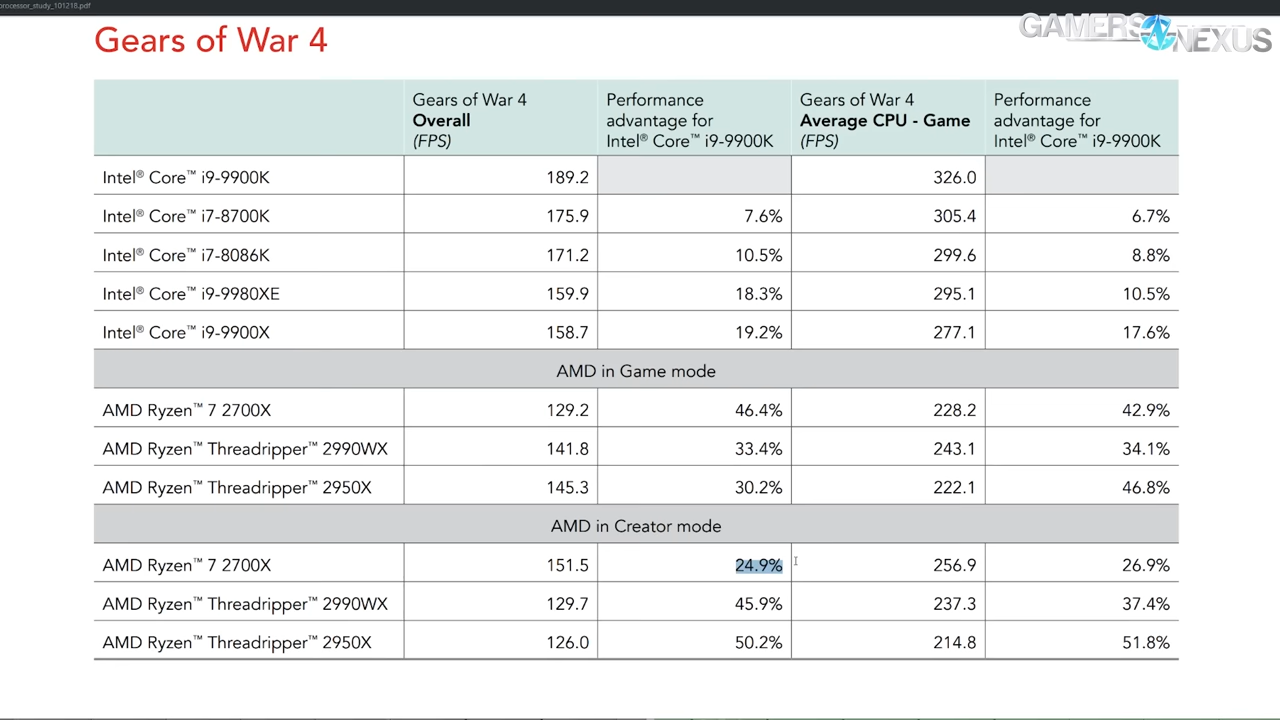 processor_study_101218.pdf
GAMERS NEXUS
Gears of War 4
Gears of War 4 Overall (FPS) Performance advantage for Intel® Core™ i9-9900K Gears of War 4 Average CPU - Game (FPS) Performance advantage for Intel® Core™ i9-9900K
Intel® Core™ i9-9900K 189.2 326.0
Intel® Core™ i7-8700K 175.9 7.6% 305.4 6.7%
Intel® Core™ i7-8086K 171.2 10.5% 299.6 8.8%
Intel® Core™ i9-9980XE 159.9 18.3% 295.1 10.5%
Intel® Core™ i9-9900X 158.7 19.2% 277.1 17.6%
AMD in Game mode
AMD Ryzen™ 7 2700X 129.2 46.4% 228.2 42.9%
AMD Ryzen™ Threadripper™ 2990WX 141.8 33.4% 243.1 34.1%
AMD Ryzen™ Threadripper™ 2950X 145.3 30.2% 222.1 46.8%
AMD in Creator mode
AMD Ryzen™ 7 2700X 151.5 24.9% 256.9 26.9%
AMD Ryzen™ Threadripper™ 2990WX 129.7 45.9% 237.3 37.4%
AMD Ryzen™ Threadripper™ 2950X 126.0 50.2% 214.8 51.8%